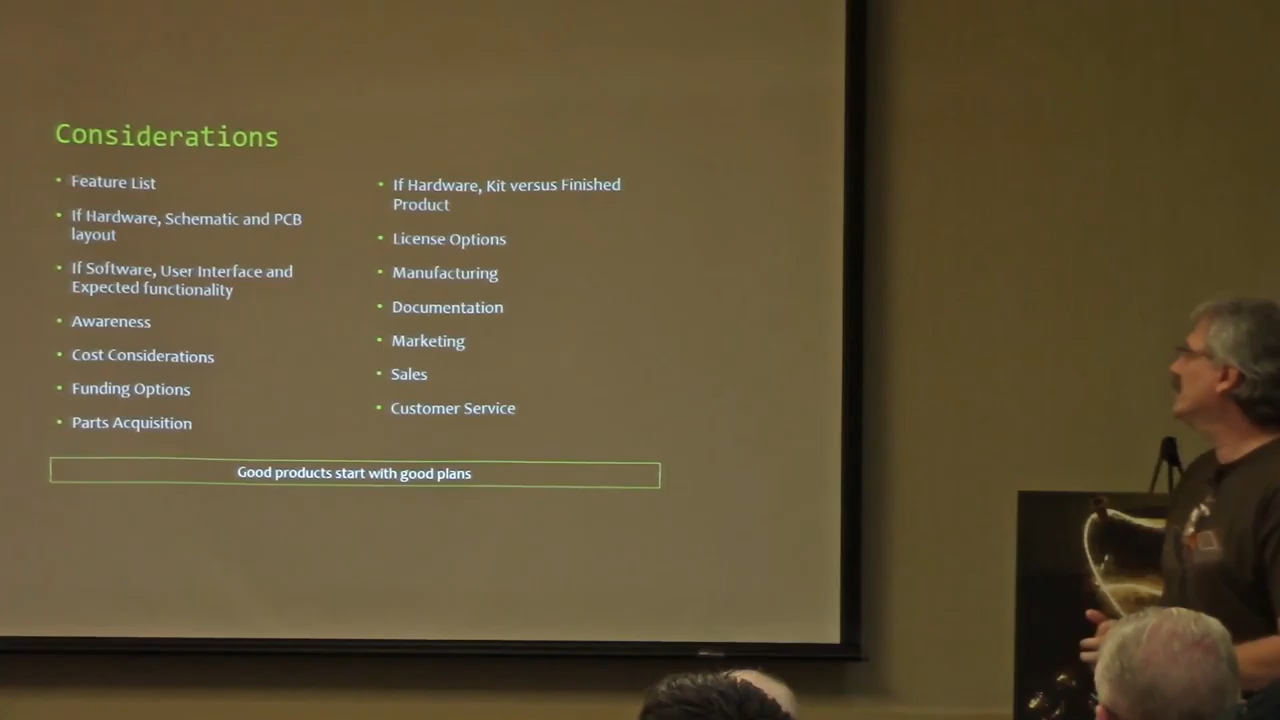 Considerations
Feature List
If Hardware, Schematic and PCB
layout
If Software, User Interface and
Expected functionality
Awareness
Cost Considerations
Funding Options
Parts Acquisition
If Hardware, Kit versus Finished
Product
License Options
Manufacturing
Documentation
Marketing
Sales
Customer Service
Good products start with good plans